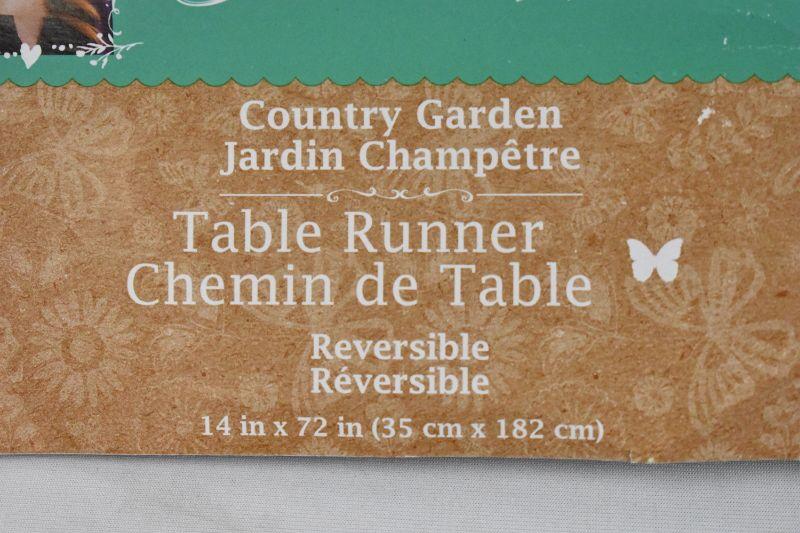 Country Garden
Jardin Champêtre
Table Runner
Chemin de Table
Reversible
Réversible
14 in x 72 in (35 cm x 182 cm)